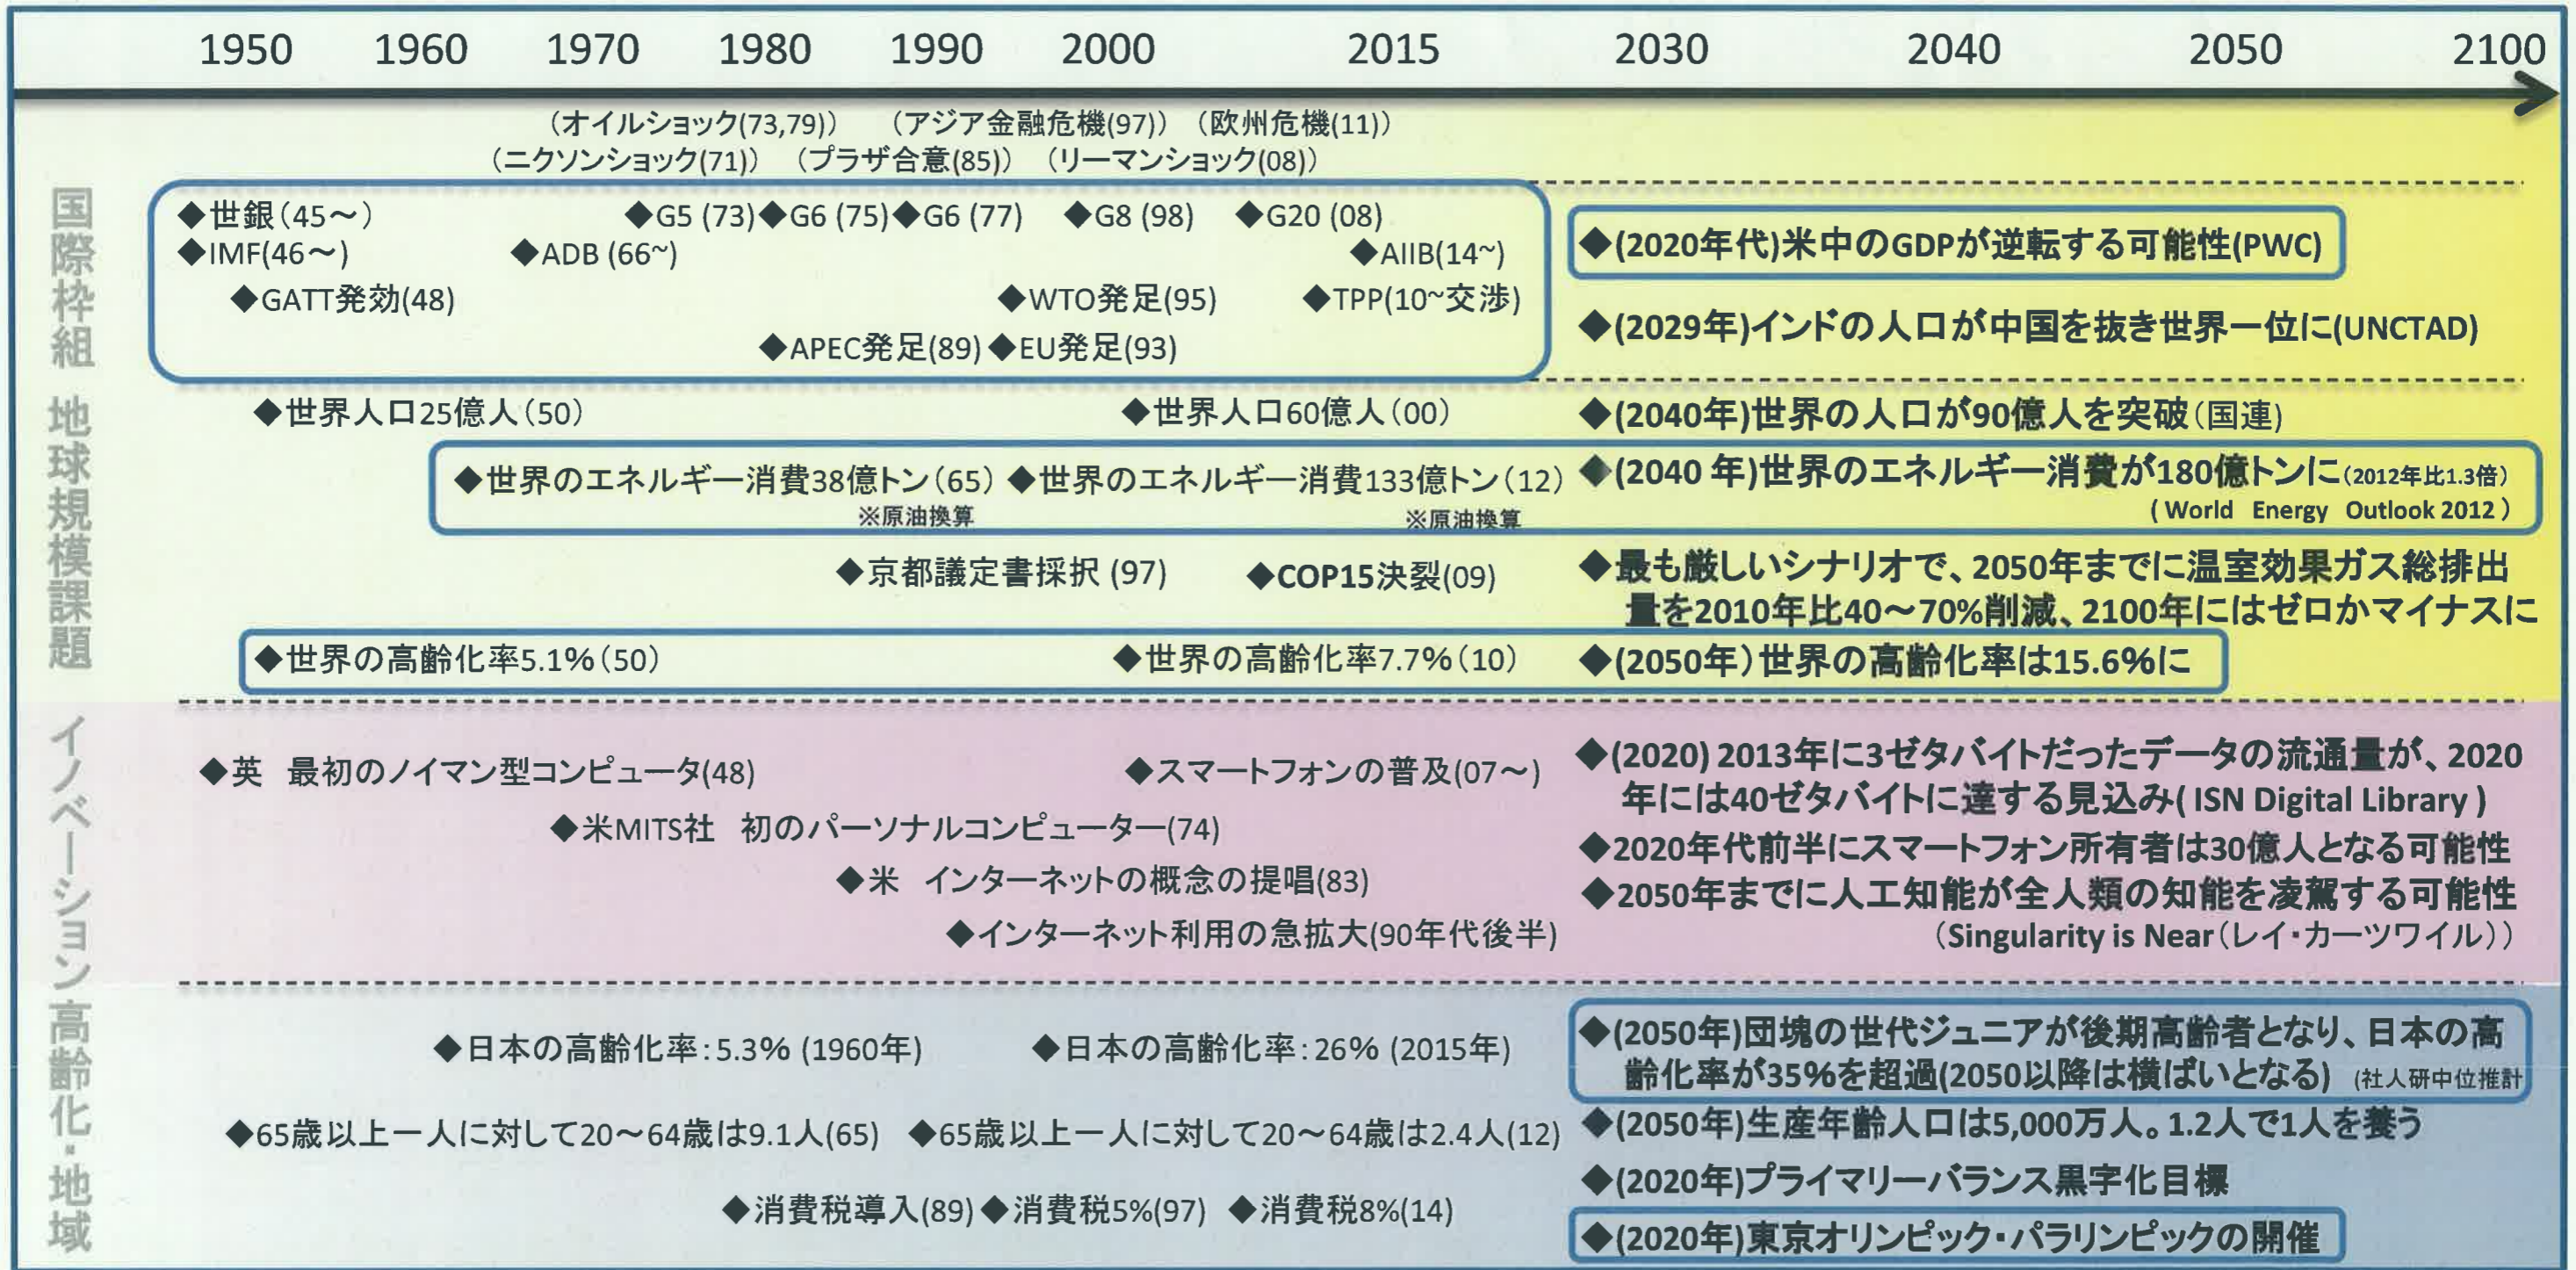 1950 1960 1970 1980 1990 2000 2015 2030 2040 2050 2100
（オイルショック(73,79)） （アジア金融危機(97)） （欧州危機(11)）
（ニクソンショック(71)） （プラザ合意(85)） （リーマンショック(08)）
国際枠組
◆世銀（45～）
◆G5 (73)◆G6 (75)◆G6 (77) ◆G8 (98) ◆G20 (08)
◆IMF(46～) ◆ADB (66~) ◆AIIB(14~)
◆GATT発効(48) ◆WTO発足(95) ◆TPP(10~交渉)
◆APEC発足(89)◆EU発足(93)
◆(2020年代)米中のGDPが逆転する可能性(PWC)
◆(2029年)インドの人口が中国を抜き世界一位に(UNCTAD)
地球規模課題
◆世界人口25億人（50） ◆世界人口60億人（00） ◆(2040年)世界の人口が90億人を突破（国連）
◆世界のエネルギー消費38億トン（65） ◆世界のエネルギー消費133億トン（12） ◆(2040 年)世界のエネルギー消費が180億トンに（2012年比1.3倍）
※原油換算 ※原油換算 ( World Energy Outlook 2012 )
◆京都議定書採択 (97) ◆COP15決裂(09) ◆最も厳しいシナリオで、2050年までに温室効果ガス総排出
量を2010年比40～70%削減、2100年にはゼロかマイナスに
◆世界の高齢化率5.1%（50） ◆世界の高齢化率7.7%（10） ◆(2050年）世界の高齢化率は15.6%に
イノベーション
◆英 最初のノイマン型コンピュータ(48) ◆スマートフォンの普及(07～)
◆米MITS社 初のパーソナルコンピューター(74)
◆米 インターネットの概念の提唱(83)
◆インターネット利用の急拡大(90年代後半)
◆(2020) 2013年に3ゼタバイトだったデータの流通量が、2020
年には40ゼタバイトに達する見込み( ISN Digital Library )
◆2020年代前半にスマートフォン所有者は30億人となる可能性
◆2050年までに人工知能が全人類の知能を凌駕する可能性
（Singularity is Near（レイ・カーツワイル））
高齢化・地域
◆日本の高齢化率：5.3% (1960年) ◆日本の高齢化率：26% (2015年)
◆65歳以上一人に対して20～64歳は9.1人(65) ◆65歳以上一人に対して20～64歳は2.4人(12)
◆消費税導入(89)◆消費税5%(97) ◆消費税8%(14)
◆(2050年)団塊の世代ジュニアが後期高齢者となり、日本の高
齢化率が35%を超過(2050以降は横ばいとなる) (社人研中位推計
◆(2050年)生産年齢人口は5,000万人。1.2人で1人を養う
◆(2020年)プライマリーバランス黒字化目標
◆(2020年)東京オリンピック・パラリンピックの開催